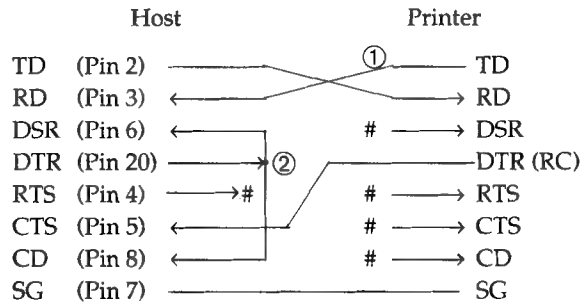 Host Printer
TD (Pin 2) ① TD
RD (Pin 3) RD
DSR (Pin 6) # DSR
DTR (Pin 20) ② DTR (RC)
RTS (Pin 4) # # RTS
CTS (Pin 5) # CTS
CD (Pin 8) # CD
SG (Pin 7) SG